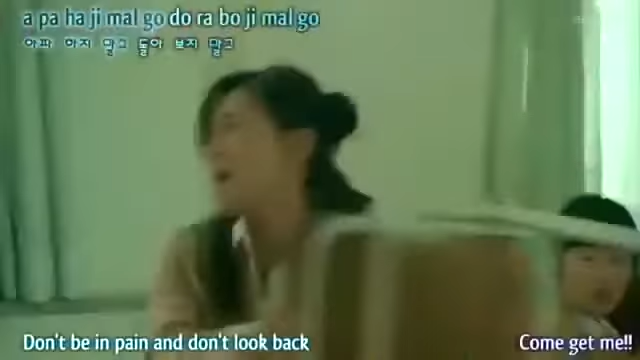 a pa ha ji mal go do ra bo ji mal go
아파 하지 말고 돌아 보지 말고
Don't be in pain and don't look back
Come get me!!